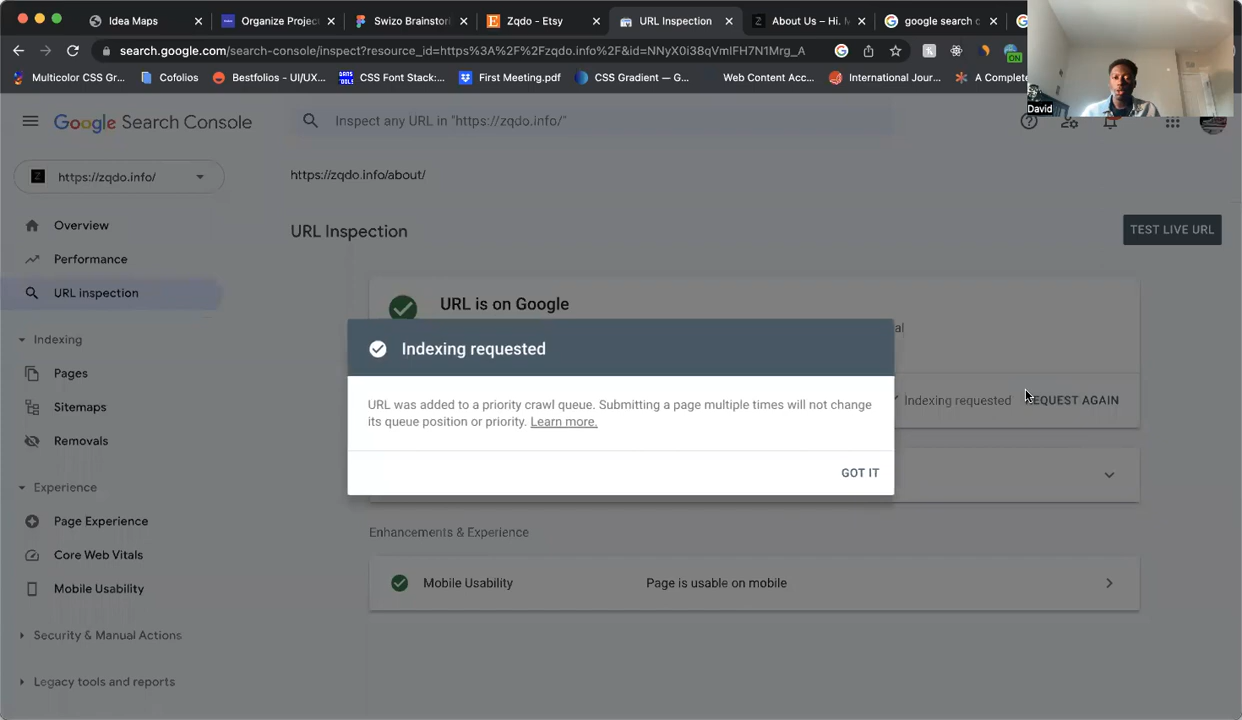 Idea Maps
Organize Projec
Swizo Brainstor
Zqdo - Etsy
URL Inspection
About Us – Hi. M
google search c
search.google.com/search-console/inspect?resource_id=https%3A%2F%2Fzqdo.info%2F&id=NNyX0i38qVmIFH7N1Mrg_A
ON
Multicolor CSS Gr...
Cofolios
Bestfolios - UI/UX...
CSS Font Stack:...
First Meeting.pdf
CSS Gradient — G...
Web Content Acc...
International Jour...
A Complete
David
Google Search Console
Inspect any URL in "https://zqdo.info/"
https://zqdo.info/
https://zqdo.info/about/
Overview
Performance
URL inspection
Indexing
Pages
Sitemaps
Removals
Experience
Page Experience
Core Web Vitals
Mobile Usability
Security & Manual Actions
Legacy tools and reports
URL Inspection
TEST LIVE URL
URL is on Google
Indexing requested
URL was added to a priority crawl queue. Submitting a page multiple times will not change
its queue position or priority. Learn more.
GOT IT
Indexing requested
REQUEST AGAIN
Enhancements & Experience
Mobile Usability
Page is usable on mobile